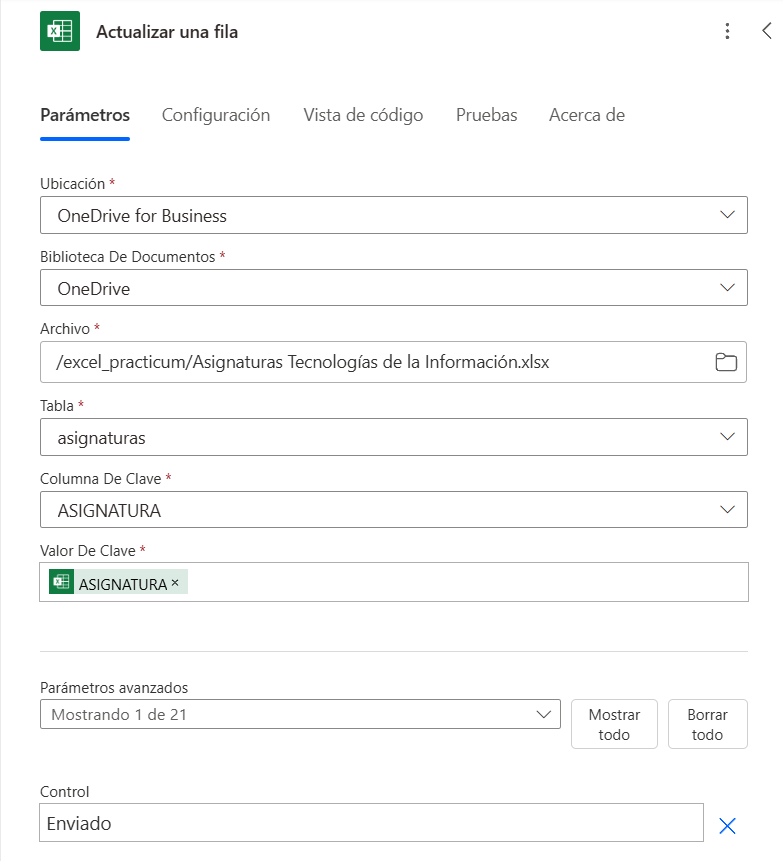 Actualizar una fila
Parámetros Configuración Vista de código Pruebas Acerca de
Ubicación *
OneDrive for Business
Biblioteca De Documentos *
OneDrive
Archivo *
/excel_practicum/Asignaturas Tecnologías de la Información.xlsx
Tabla *
asignaturas
Columna De Clave *
ASIGNATURA
Valor De Clave *
ASIGNATURA ×
Parámetros avanzados
Mostrando 1 de 21
Mostrar
todo
Borrar
todo
Control
Enviado